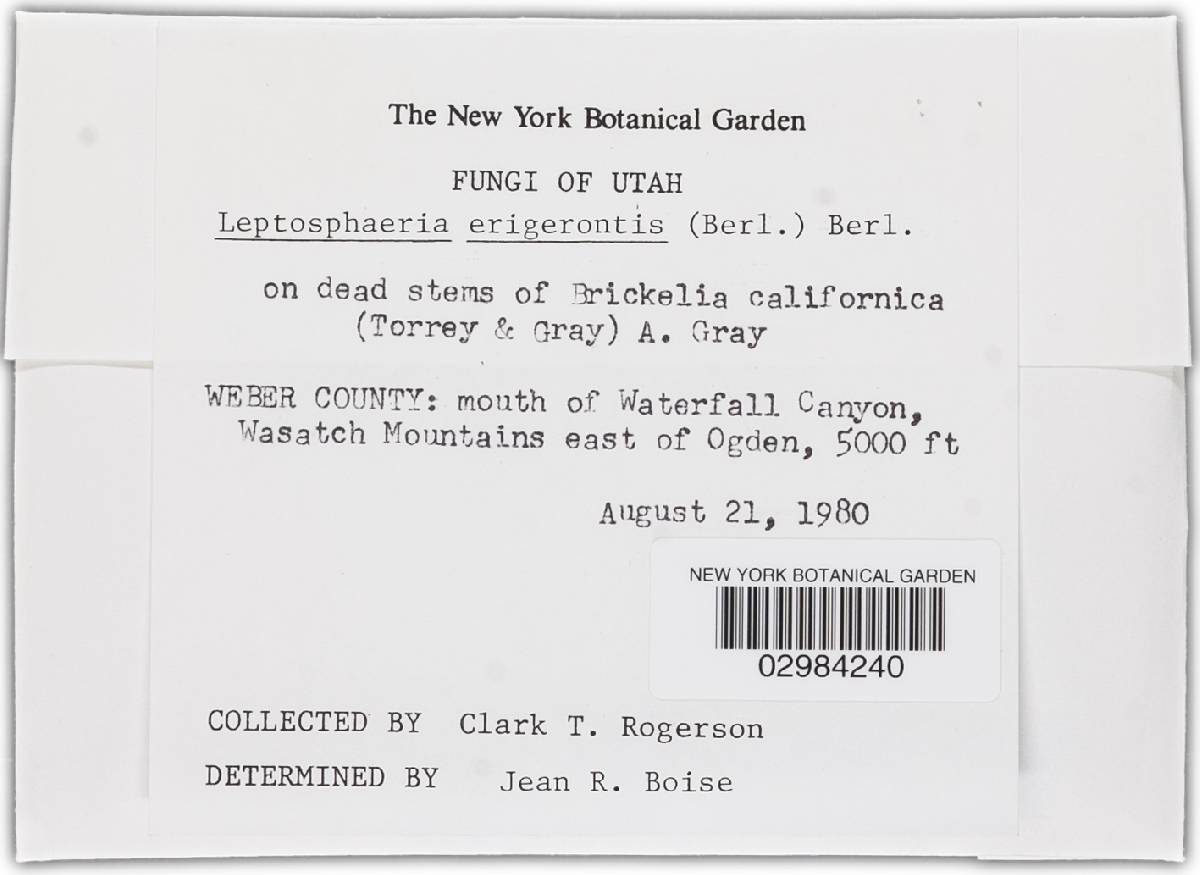 The New York Botanical Garden
FUNGI OF UTAH
Leptosphaeria erigerontis (Berl.) Berl.
on dead stems of Brickelia californica
(Torrey & Gray) A. Gray
WEBER COUNTY: mouth of Waterfall Canyon,
Wasatch Mountains east of Ogden, 5000 ft
August 21, 1980
NEW YORK BOTANICAL GARDEN
02984240
COLLECTED BY Clark T. Rogerson
DETERMINED BY Jean R. Boise